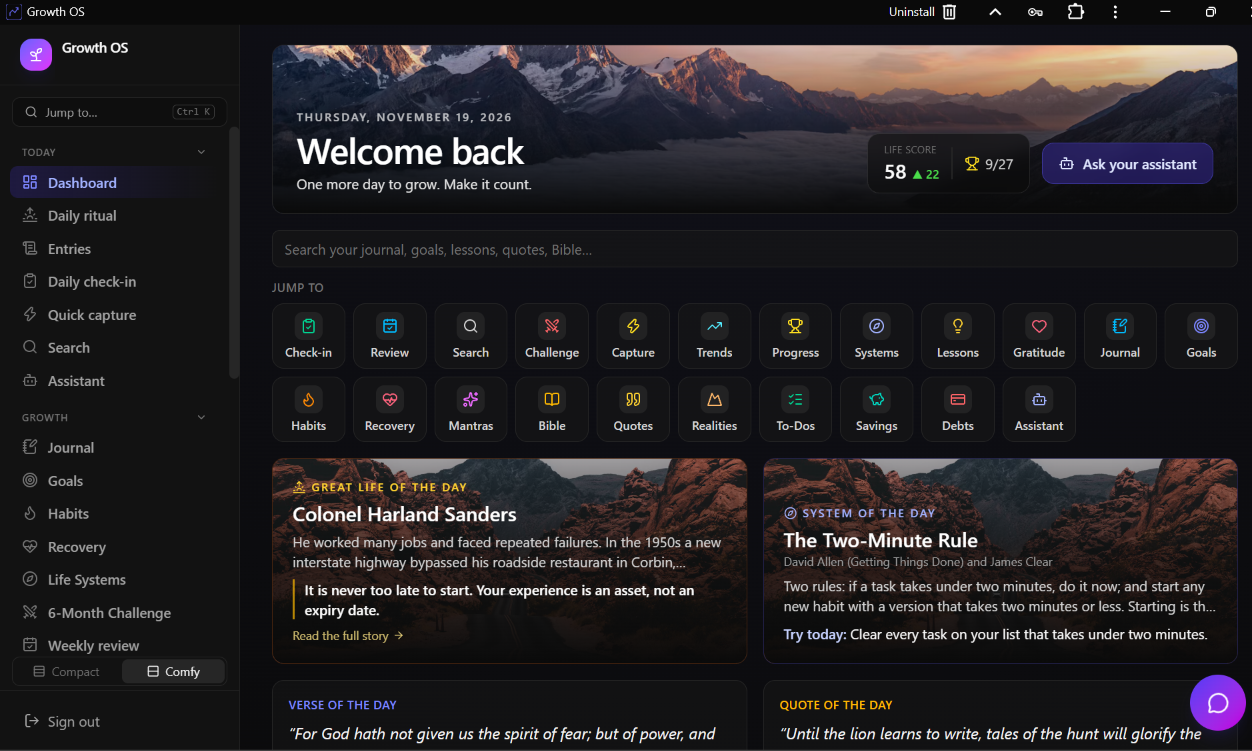 Growth OS
Uninstall
Growth OS
Jump to...
Ctrl K
TODAY
Dashboard
Daily ritual
Entries
Daily check-in
Quick capture
Search
Assistant
GROWTH
Journal
Goals
Habits
Recovery
Life Systems
6-Month Challenge
Weekly review
Compact
Comfy
Sign out
THURSDAY, NOVEMBER 19, 2026
Welcome back
One more day to grow. Make it count.
LIFE SCORE
58 ▲ 22
9/27
Ask your assistant
Search your journal, goals, lessons, quotes, Bible...
JUMP TO
Check-in
Review
Search
Challenge
Capture
Trends
Progress
Systems
Lessons
Gratitude
Journal
Goals
Habits
Recovery
Mantras
Bible
Quotes
Realities
To-Dos
Savings
Debts
Assistant
GREAT LIFE OF THE DAY
Colonel Harland Sanders
He worked many jobs and faced repeated failures. In the 1950s a new
interstate highway bypassed his roadside restaurant in Corbin,...
It is never too late to start. Your experience is an asset, not an
expiry date.
Read the full story →
SYSTEM OF THE DAY
The Two-Minute Rule
David Allen (Getting Things Done) and James Clear
Two rules: if a task takes under two minutes, do it now; and start any
new habit with a version that takes two minutes or less. Starting is th...
Try today: Clear every task on your list that takes under two minutes.
VERSE OF THE DAY
"For God hath not given us the spirit of fear; but of power, and
QUOTE OF THE DAY
"Until the lion learns to write, tales of the hunt will glorify the